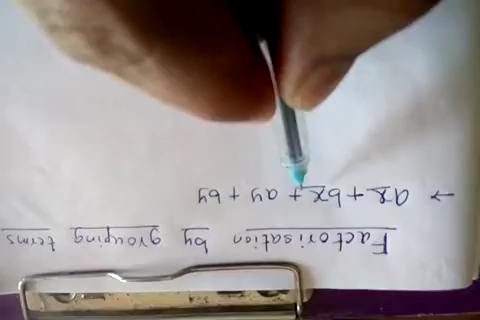 Factorisation by grouping terms
→ ax + bx + ay + by